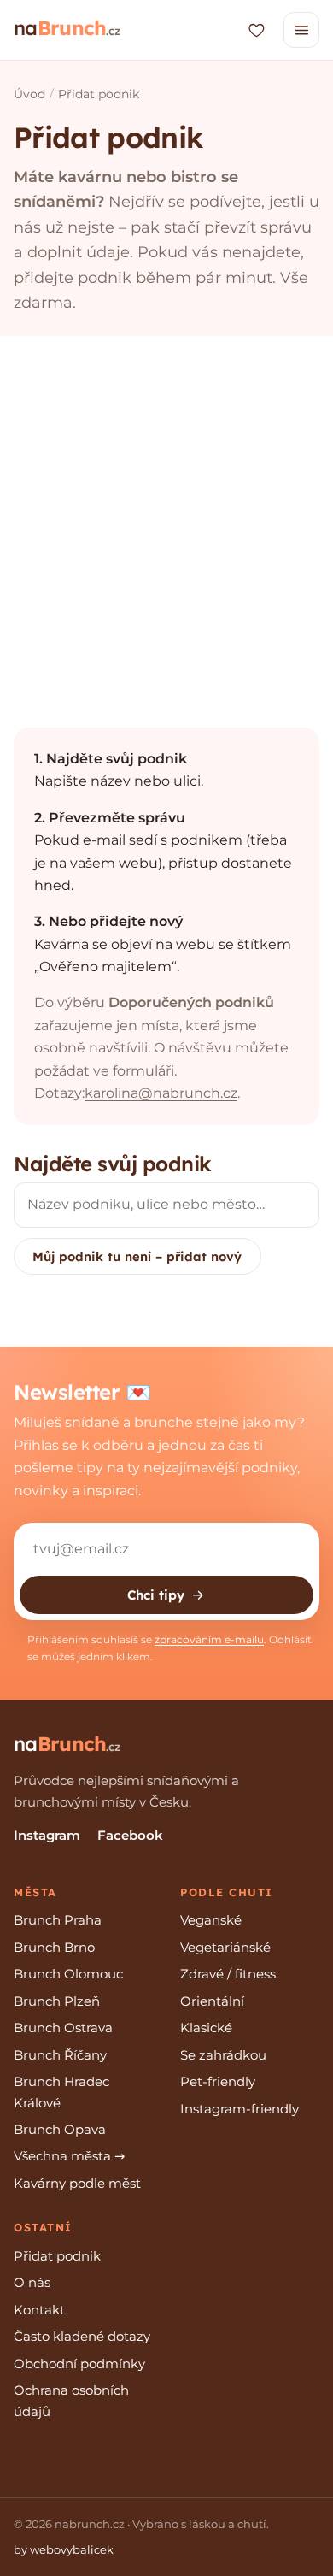 naBrunch.cz
Úvod / Přidat podnik
Přidat podnik
Máte kavárnu nebo bistro se
snídaněmi? Nejdřív se podívejte, jestli u
nás už nejste – pak stačí převzít správu
a doplnit údaje. Pokud vás nenajdete,
přidejte podnik během pár minut. Vše
zdarma.
1. Najděte svůj podnik
Napište název nebo ulici.
2. Převezměte správu
Pokud e-mail sedí s podnikem (třeba
je na vašem webu), přístup dostanete
hned.
3. Nebo přidejte nový
Kavárna se objeví na webu se štítkem
„Ověřeno majitelem“.
Do výběru Doporučených podniků
zařazujeme jen místa, která jsme
osobně navštívili. O návštěvu můžete
požádat ve formuláři.
Dotazy:karolina@nabrunch.cz.
Najděte svůj podnik
Název podniku, ulice nebo město...
Můj podnik tu není – přidat nový
Newsletter 💌
Miluješ snídaně a brunche stejně jako my?
Přihlas se k odběru a jednou za čas ti
pošleme tipy na ty nejzajímavější podniky,
novinky a inspiraci.
tvuj@email.cz
Chci tipy →
Přihlášením souhlasíš se zpracováním e-mailu. Odhlásit
se můžeš jedním klikem.
naBrunch.cz
Průvodce nejlepšími snídaňovými a
brunchovými místy v Česku.
Instagram Facebook
MĚSTA
Brunch Praha
Brunch Brno
Brunch Olomouc
Brunch Plzeň
Brunch Ostrava
Brunch Říčany
Brunch Hradec
Králové
Brunch Opava
Všechna města →
Kavárny podle měst
PODLE CHUTI
Veganské
Vegetariánské
Zdravé / fitness
Orientální
Klasické
Se zahrádkou
Pet-friendly
Instagram-friendly
OSTATNÍ
Přidat podnik
O nás
Kontakt
Často kladené dotazy
Obchodní podmínky
Ochrana osobních
údajů
© 2026 nabrunch.cz · Vybráno s láskou a chutí.
by webovybalicek